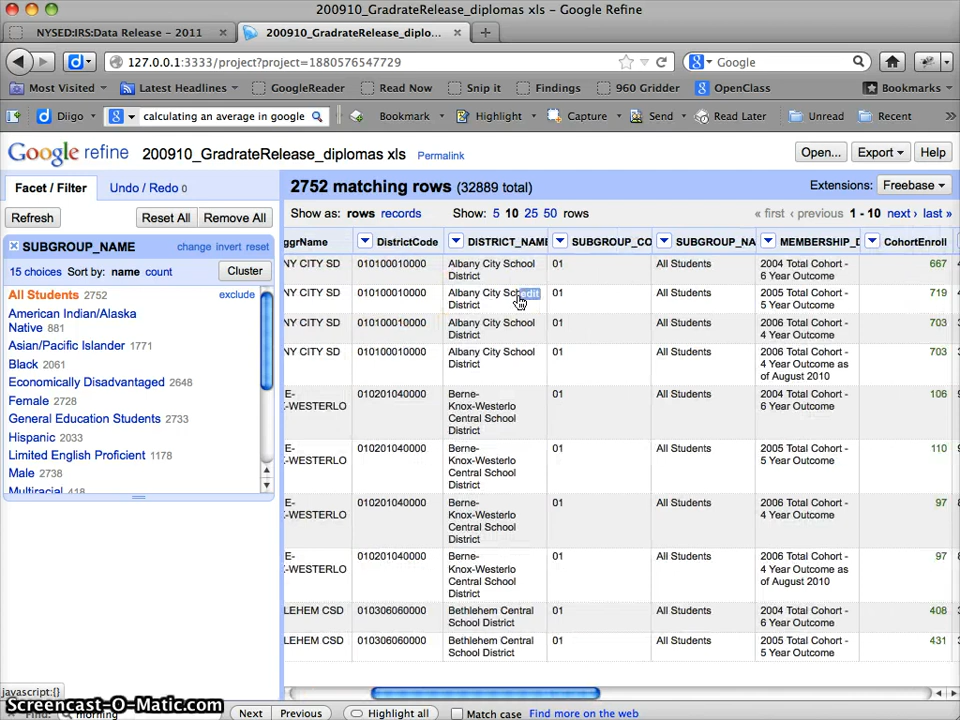 200910_GradrateRelease_diplomas xls - Google Refine
NYSED:IRS:Data Release - 2011
200910_GradrateRelease_diplo...
127.0.0.1:3333/project?project=1880576547729
Google
Most Visited
Latest Headlines
GoogleReader
Read Now
Snip it
Findings
960 Gridder
OpenClass
Bookmarks
Diigo
calculating an average in google
Bookmark
Highlight
Capture
Send
Read Later
Unread
Recent
Google refine
200910_GradrateRelease_diplomas xls
Permalink
Open...
Export
Help
Facet / Filter
Undo / Redo 0
2752 matching rows (32889 total)
Extensions:
Freebase
Refresh
Reset All
Remove All
Show as: rows records
Show: 5 10 25 50 rows
« first ‹ previous 1 - 10 next › last »
SUBGROUP_NAME
change invert reset
15 choices Sort by: name count
Cluster
All Students 2752
exclude
American Indian/Alaska
Native 881
Asian/Pacific Islander 1771
Black 2061
Economically Disadvantaged 2648
Female 2728
General Education Students 2733
Hispanic 2033
Limited English Proficient 1178
Male 2738
Multiracial 418
ggrName DistrictCode DISTRICT_NAME SUBGROUP_CO SUBGROUP_NA MEMBERSHIP_D CohortEnroll
NY CITY SD 010100010000 Albany City School 01 All Students 2004 Total Cohort - 667
District 6 Year Outcome
NY CITY SD 010100010000 Albany City Sch edit 01 All Students 2005 Total Cohort - 719
District 5 Year Outcome
NY CITY SD 010100010000 Albany City School 01 All Students 2006 Total Cohort - 703
District 4 Year Outcome
NY CITY SD 010100010000 Albany City School 01 All Students 2006 Total Cohort - 703
District 4 Year Outcome as
of August 2010
E- 010201040000 Berne- 01 All Students 2004 Total Cohort - 106
X-WESTERLO Knox-Westerlo 6 Year Outcome
Central School
District
E- 010201040000 Berne- 01 All Students 2005 Total Cohort - 110
X-WESTERLO Knox-Westerlo 5 Year Outcome
Central School
District
E- 010201040000 Berne- 01 All Students 2006 Total Cohort - 97
X-WESTERLO Knox-Westerlo 4 Year Outcome
Central School
District
E- 010201040000 Berne- 01 All Students 2006 Total Cohort - 97
X-WESTERLO Knox-Westerlo 4 Year Outcome as
Central School of August 2010
District
LEHEM CSD 010306060000 Bethlehem Central 01 All Students 2004 Total Cohort - 408
School District 6 Year Outcome
LEHEM CSD 010306060000 Bethlehem Central 01 All Students 2005 Total Cohort - 431
School District 5 Year Outcome
javascript:{}
Screencast-O-Matic.com
morning
Next
Previous
Highlight all
Match case
Find more on the web